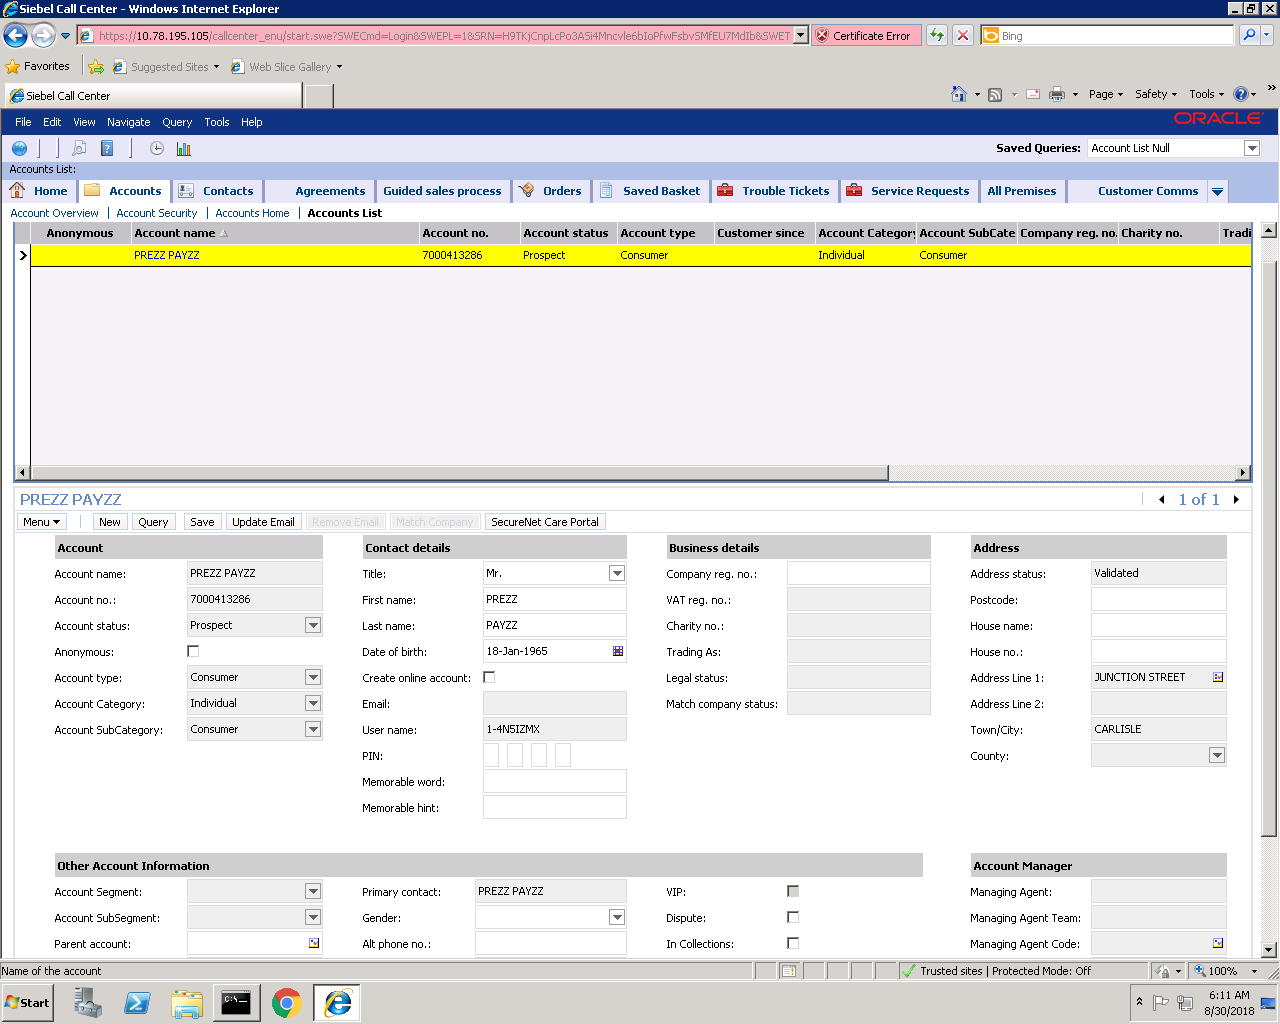 Siebel Call Center - Windows Internet Explorer
https://10.78.195.105/callcenter_enu/start.swe?SWECmd=Login&SWEPL=1&SRN=H9TKjCnpLcPo3ASi4Mncvle6bIoPfwFsbvSMfEU7MdIb&SWET
Certificate Error
Bing
Favorites
Suggested Sites
Web Slice Gallery
Siebel Call Center
Page
Safety
Tools
File Edit View Navigate Query Tools Help
ORACLE
Saved Queries: Account List Null
Accounts List:
Home Accounts Contacts Agreements Guided sales process Orders Saved Basket Trouble Tickets Service Requests All Premises Customer Comms
Account Overview | Account Security | Accounts Home | Accounts List
Anonymous Account name Account no. Account status Account type Customer since Account Category Account SubCate Company reg. no. Charity no. Tradi
PREZZ PAYZZ 7000413286 Prospect Consumer Individual Consumer
PREZZ PAYZZ
1 of 1
Menu New Query Save Update Email Remove Email Match Company SecureNet Care Portal
Account Contact details Business details Address
Account name: PREZZ PAYZZ Title: Mr. Company reg. no.: Address status: Validated
Account no.: 7000413286 First name: PREZZ VAT reg. no.: Postcode:
Account status: Prospect Last name: PAYZZ Charity no.: House name:
Anonymous: Date of birth: 18-Jan-1965 Trading As: House no.:
Account type: Consumer Create online account: Legal status: Address Line 1: JUNCTION STREET
Account Category: Individual Email: Match company status: Address Line 2:
Account SubCategory: Consumer User name: 1-4N5IZMX Town/City: CARLISLE
PIN: County:
Memorable word:
Memorable hint:
Other Account Information Account Manager
Account Segment: Primary contact: PREZZ PAYZZ VIP: Managing Agent:
Account SubSegment: Gender: Dispute: Managing Agent Team:
Parent account: Alt phone no.: In Collections: Managing Agent Code:
Name of the account
Trusted sites | Protected Mode: Off
100%
Start
6:11 AM
8/30/2018